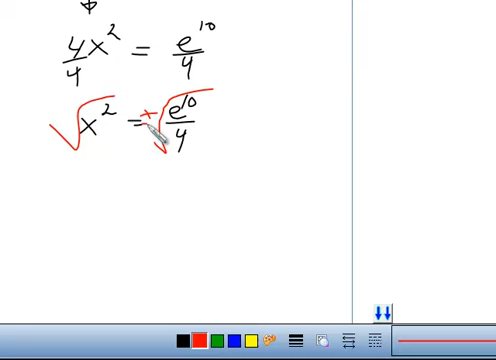 4/4 x² = e¹⁰/4
√x² = ±√e¹⁰/4